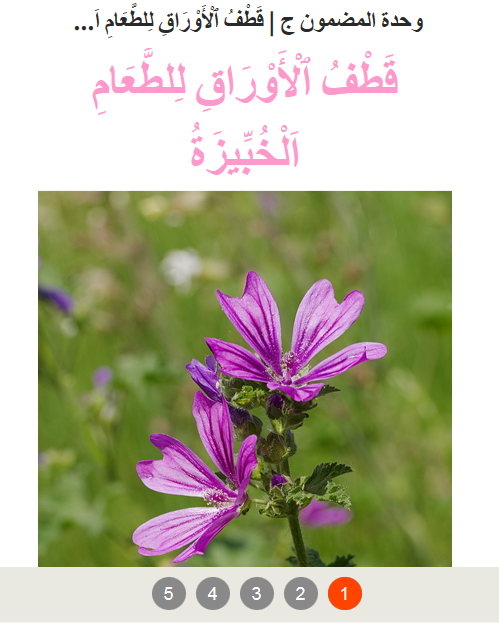 وحدة المضمون ج | قَطْفُ ٱلْأَوْرَاقِ لِلطَّعَامِ اَ...
قَطْفُ ٱلْأَوْرَاقِ لِلطَّعَامِ
اَلْخُبِّيزَةُ
5 4 3 2 1